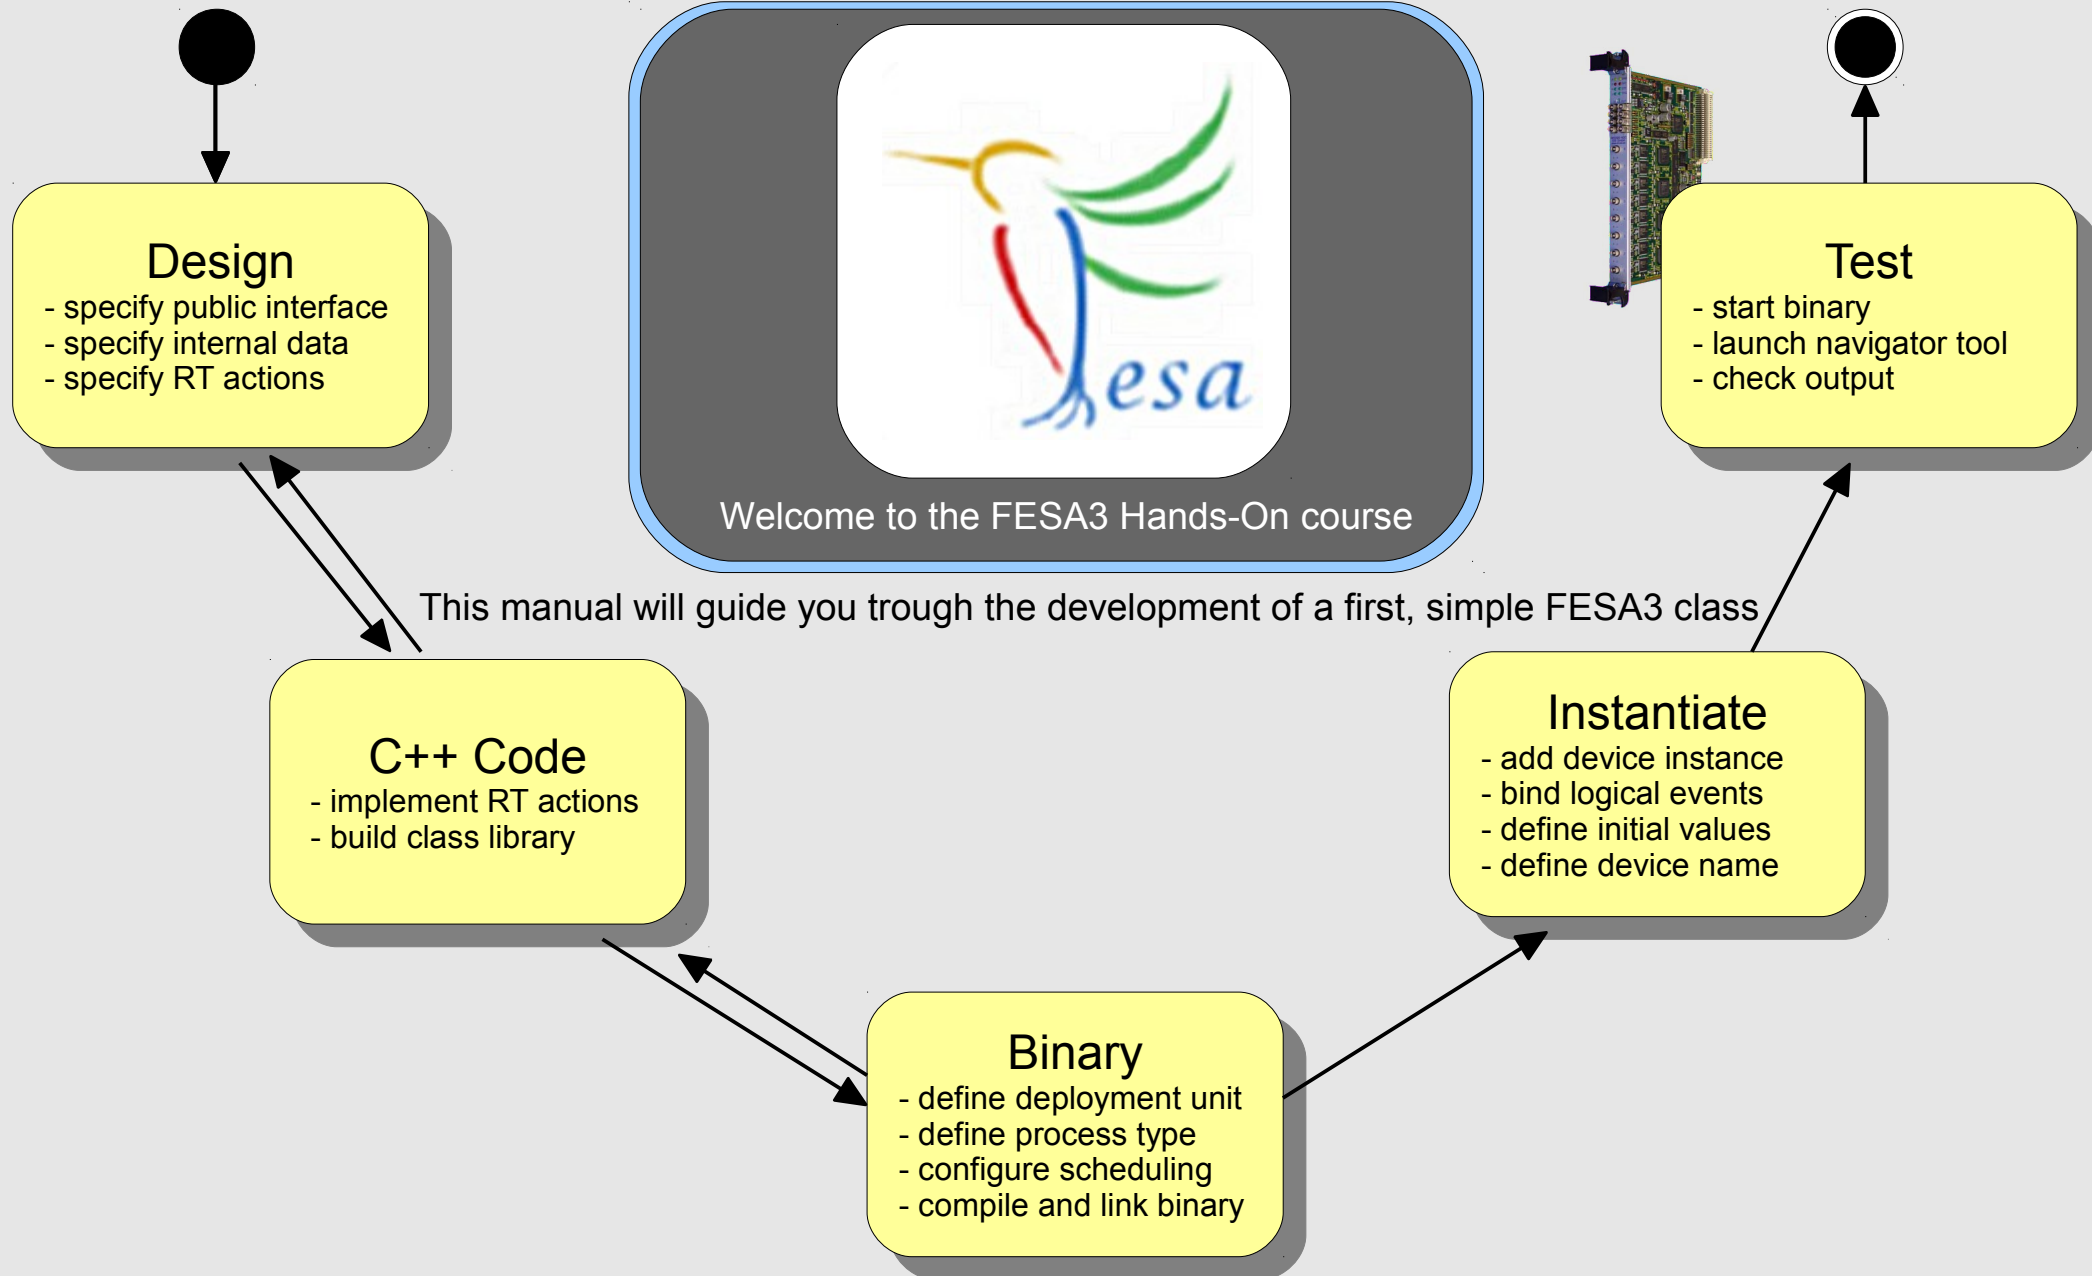 esa
Welcome to the FESA3 Hands-On course
This manual will guide you trough the development of a first, simple FESA3 class
Design
- specify public interface
- specify internal data
- specify RT actions
C++ Code
- implement RT actions
- build class library
Binary
- define deployment unit
- define process type
- configure scheduling
- compile and link binary
Instantiate
- add device instance
- bind logical events
- define initial values
- define device name
Test
- start binary
- launch navigator tool
- check output